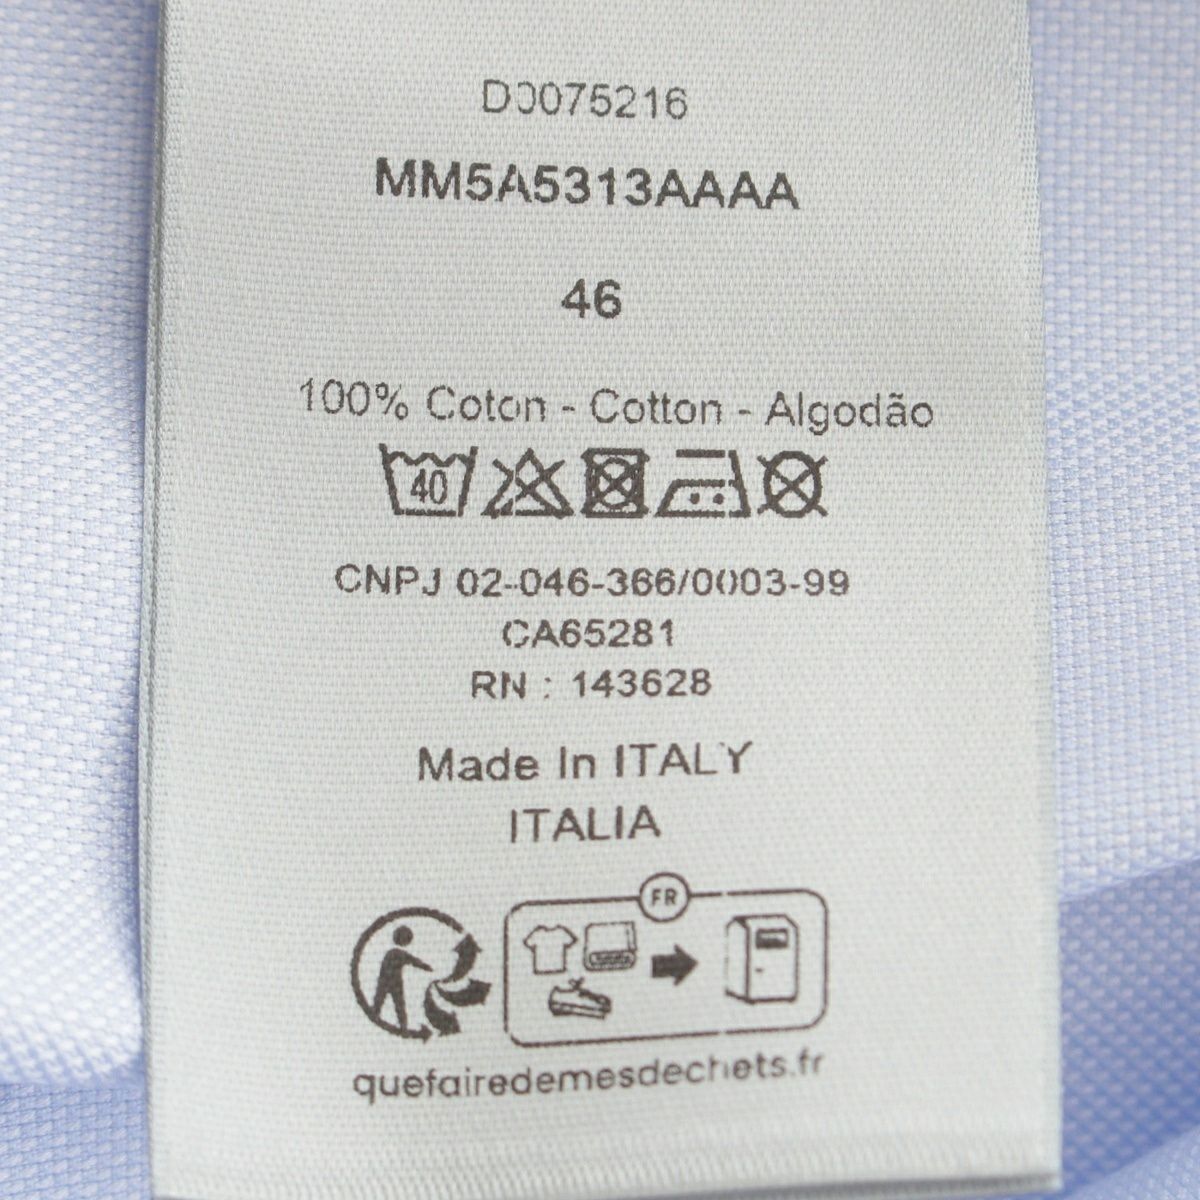 D0075216
MM5A5313AAAA
46
100% Coton - Cotton - Algodão
40
CNPJ 02-046-366/0003-99
CA65281
RN : 143628
Made In ITALY
ITALIA
FR
quefairedemesdechets.fr